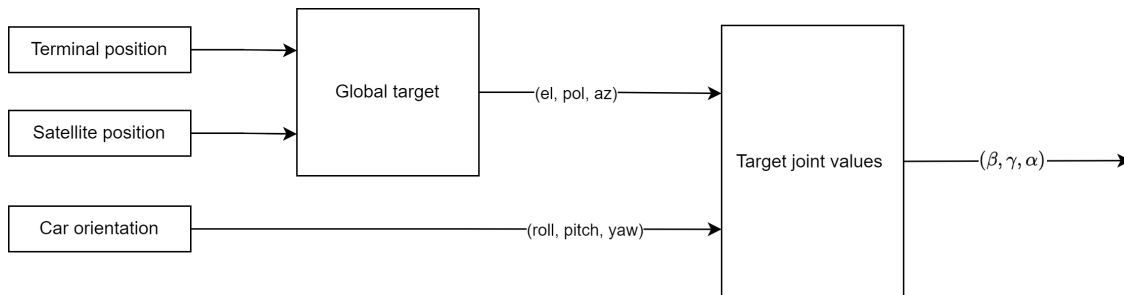 Terminal position
Satellite position
Car orientation
Global target
(el, pol, az)
(roll, pitch, yaw)
Target joint values
(β, γ, α)